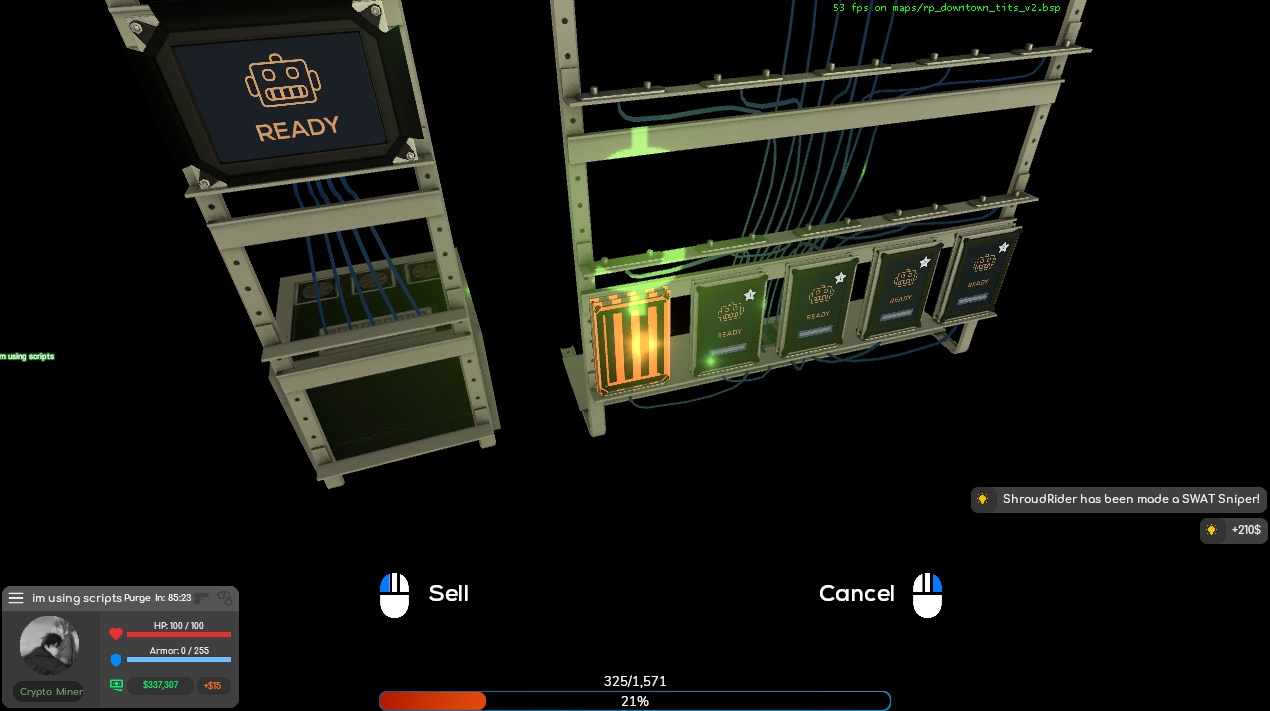 53 fps on maps/rp_downtown_tits_v2.bsp
READY
READY
READY
READY
READY
m using scripts
ShroudRider has been made a SWAT Sniper!
+210$
Sell
Cancel
im using scripts Purge In: 85:23
HP: 100 / 100
Armor: 0 / 255
$337,307 +$15
Crypto Miner
325/1,571
21%